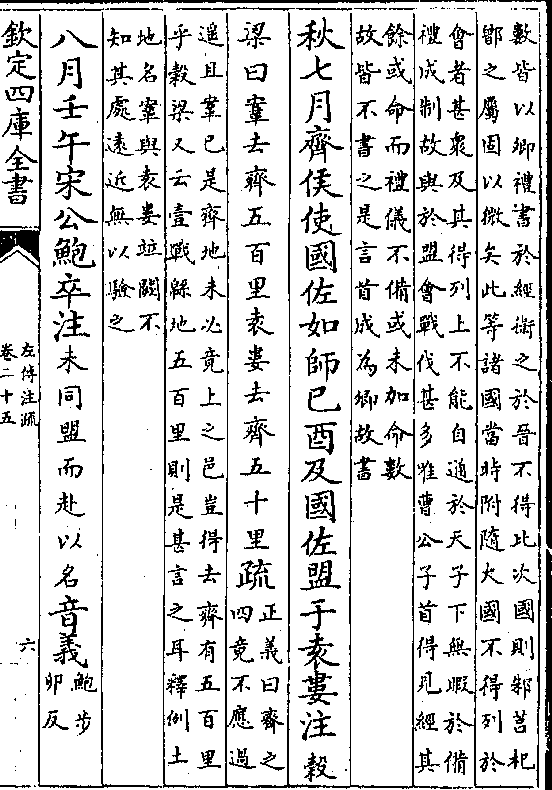 數皆以卿禮書於經衞之於晉不得比次國則邾莒杞
鄫之屬固以微矣此等諸國當時附隨大國不得列於
會者甚衆及其得列上不能自通於天子下無暇於備
禮成制故與於盟會戰伐甚多唯曹公子首得見經其
餘或命而禮儀不備或未加命數
故皆不書之是言首成為卿故書
秋七月齊侯使國佐如師己酉及國佐盟于袁婁注穀
梁曰鞌去齊五百里袁婁去齊五十里疏正義曰齊之
四竟不應過
遥且鞌已是齊地未必竟上之邑豈得去齊有五百里
乎穀梁又云壹戰緜地五百里則是甚言之耳釋例土
地名鞌與袁婁竝闕不
知其處遠近無以驗之
八月壬午宋公鮑卒注未同盟而赴以名音義鮑步
卯反
欽定四庫全書
左傳注疏
卷二十五
六